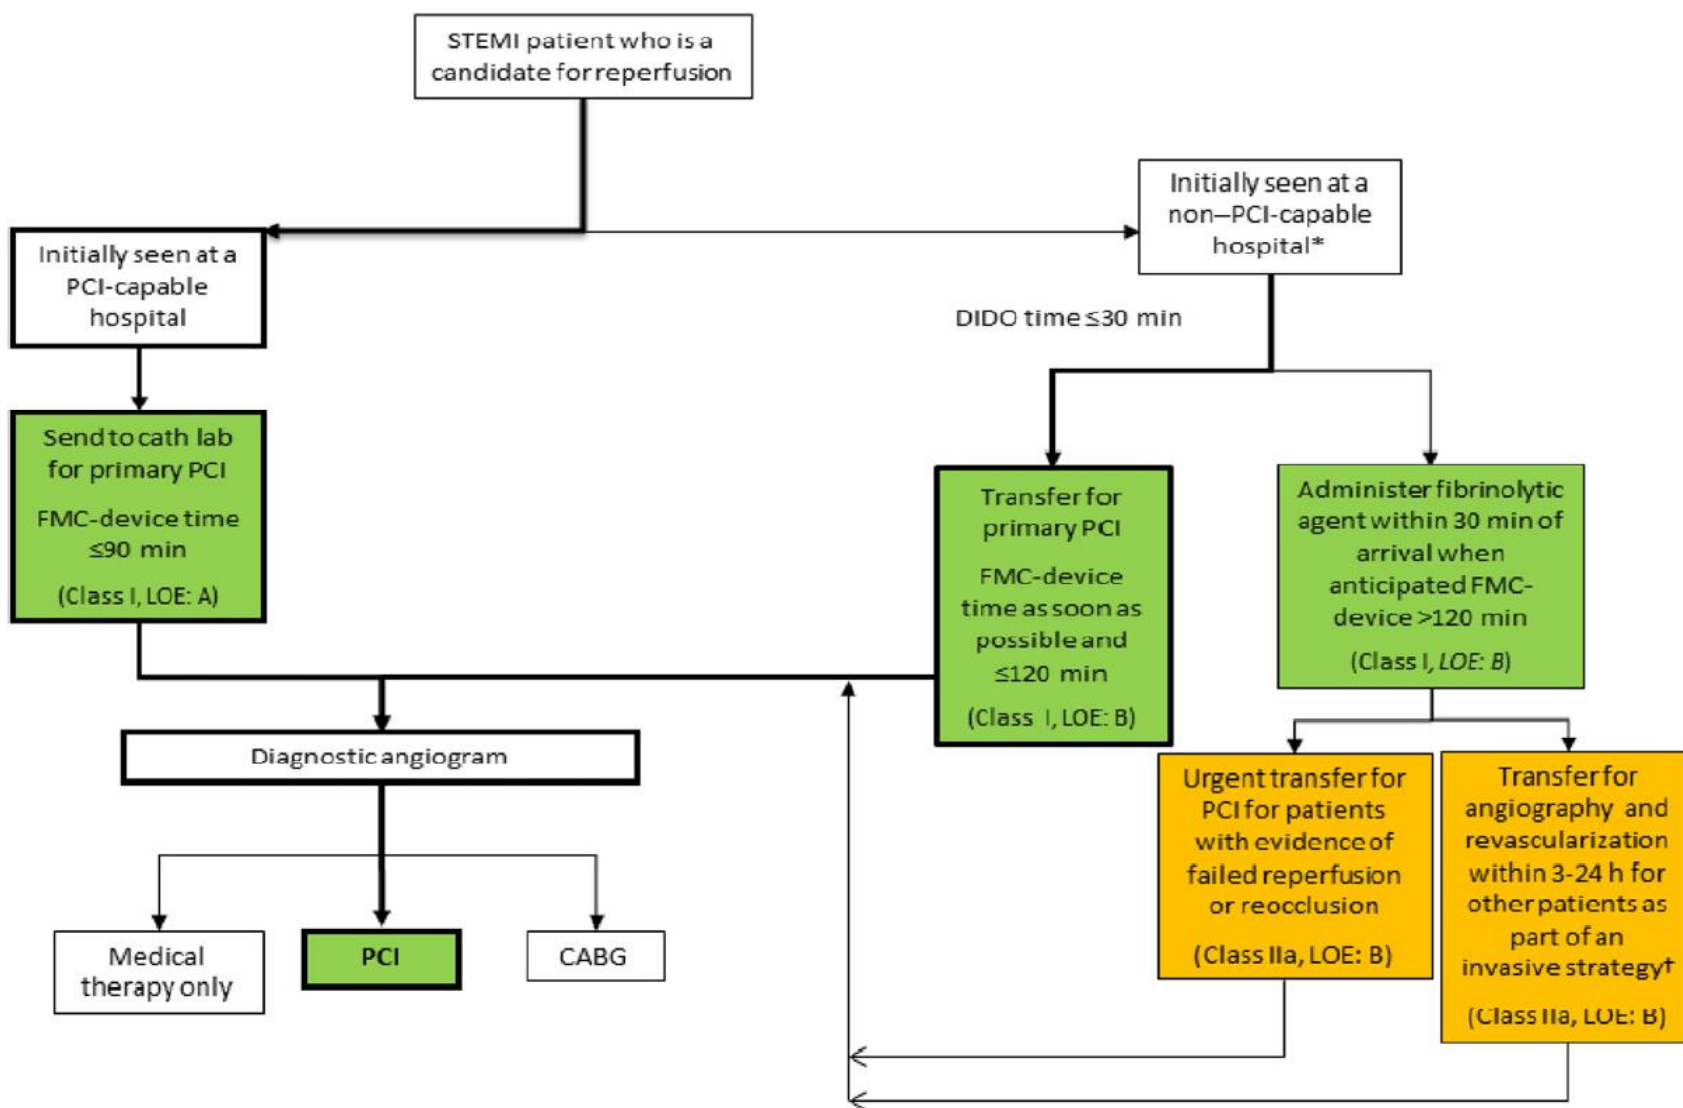 STEMI patient who is a
candidate for reperfusion
Initially seen at a
non–PCI-capable
hospital*
Initially seen at a
PCI-capable
hospital
DIDO time ≤30 min
Send to cath lab
for primary PCI
FMC-device time
≤90 min
(Class I, LOE: A)
Transfer for
primary PCI
FMC-device
time as soon as
possible and
≤120 min
(Class I, LOE: B)
Administer fibrinolytic
agent within 30 min of
arrival when
anticipated FMC-
device >120 min
(Class I, LOE: B)
Diagnostic angiogram
Urgent transfer for
PCI for patients
with evidence of
failed reperfusion
or reocclusion
(Class IIa, LOE: B)
Transfer for
angiography and
revascularization
within 3-24 h for
other patients as
part of an
invasive strategy†
(Class IIa, LOE: B)
Medical
therapy only
PCI
CABG